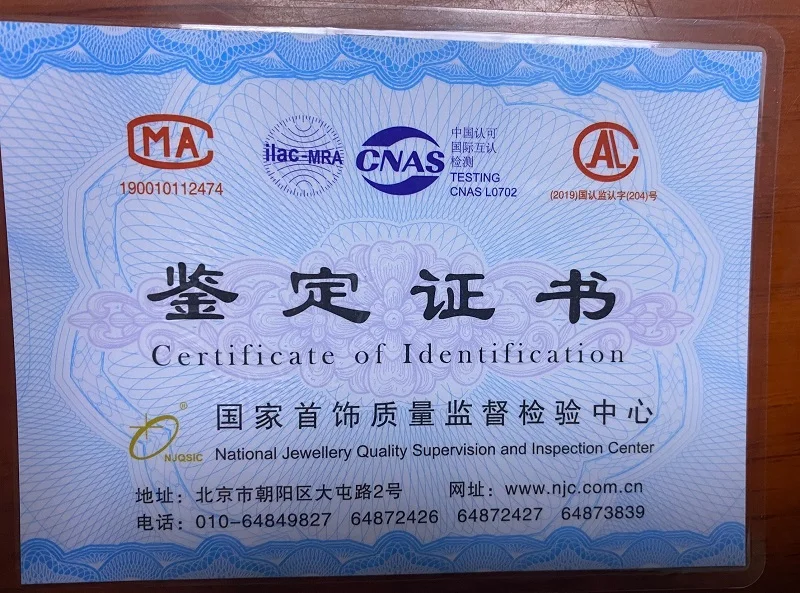 CMA
190010112474
ilac-MRA
CNAS
中国认可
国际互认
检测
TESTING
CNAS L0702
CAL
(2019)国认监认字(204)号
鉴定证书
Certificate of Identification
®
NJQSIC
国家首饰质量监督检验中心
National Jewellery Quality Supervision and Inspection Center
地址：北京市朝阳区大屯路2号 网址：www.njc.com.cn
电话：010-64849827 64872426 64872427 64873839